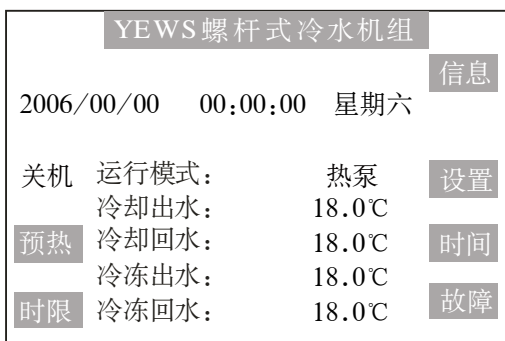 YEWS螺杆式冷水机组
信息
2006/00/00 00:00:00 星期六
关机 运行模式: 热泵 设置
冷却出水: 18.0℃
预热 冷却回水: 18.0℃ 时间
冷冻出水: 18.0℃
时限 冷冻回水: 18.0℃ 故障